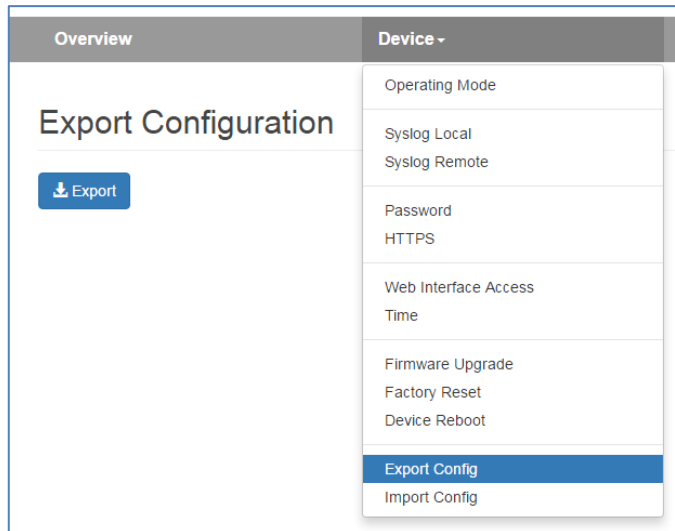 Overview
Device
Export Configuration
Export
Operating Mode
Syslog Local
Syslog Remote
Password
HTTPS
Web Interface Access
Time
Firmware Upgrade
Factory Reset
Device Reboot
Export Config
Import Config